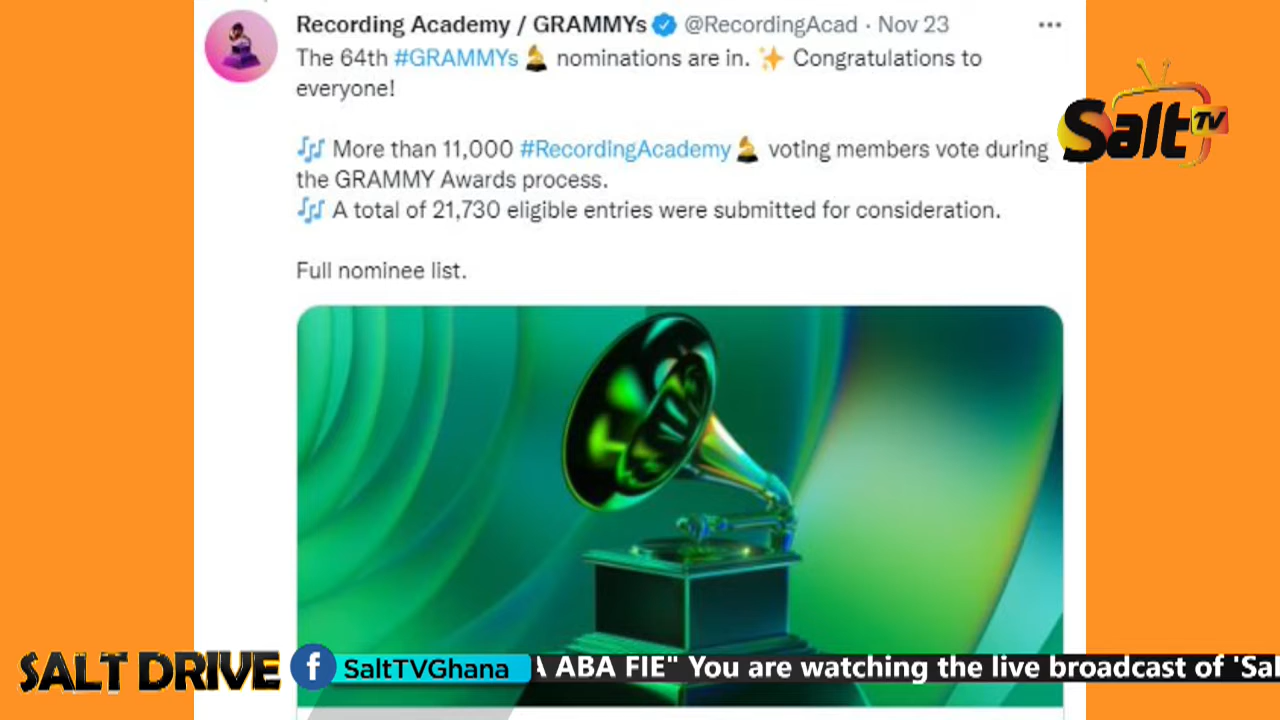 Recording Academy / GRAMMYs @RecordingAcad · Nov 23
The 64th #GRAMMYs nominations are in. ✨ Congratulations to
everyone!
🎶 More than 11,000 #RecordingAcademy voting members vote during
the GRAMMY Awards process.
🎶 A total of 21,730 eligible entries were submitted for consideration.
Full nominee list.
Salt TV
SALT DRIVE
f SaltTVGhana
ABA FIE" You are watching the live broadcast of